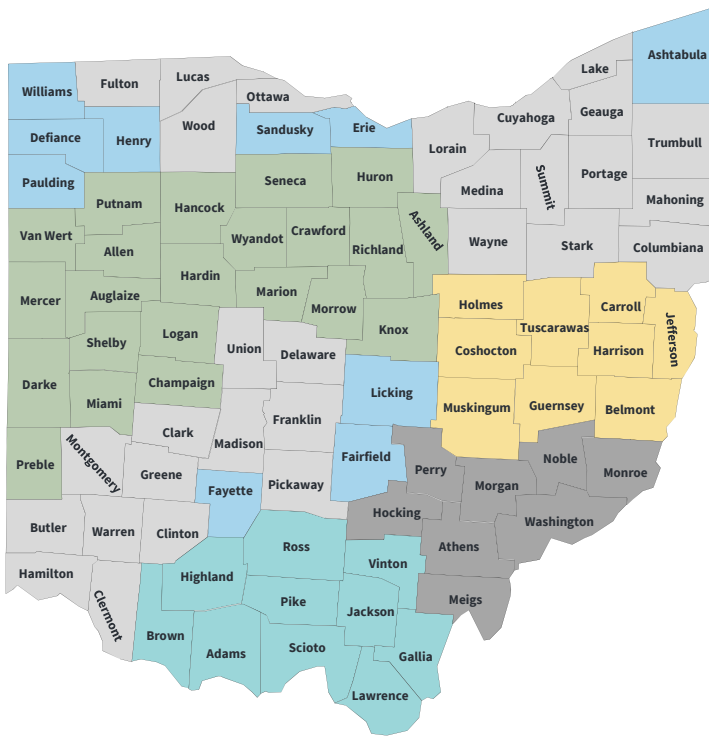 Ashtabula
Lake
Lucas
Fulton
Williams
Ottawa
Geauga
Cuyahoga
Wood
Sandusky
Erie
Defiance
Henry
Trumbull
Lorain
Summit
Portage
Huron
Seneca
Paulding
Medina
Mahoning
Putnam
Hancock
Ashland
Crawford
Van Wert
Wyandot
Wayne
Stark
Columbiana
Richland
Allen
Hardin
Marion
Auglaize
Mercer
Holmes
Carroll
Morrow
Tuscarawas
Jefferson
Knox
Logan
Shelby
Union
Coshocton
Harrison
Delaware
Champaign
Darke
Licking
Miami
Muskingum
Guernsey
Belmont
Franklin
Clark
Madison
Fairfield
Noble
Montgomery
Preble
Perry
Monroe
Greene
Pickaway
Morgan
Fayette
Hocking
Washington
Butler
Warren
Clinton
Ross
Athens
Vinton
Hamilton
Highland
Meigs
Pike
Jackson
Clermont
Brown
Scioto
Adams
Gallia
Lawrence